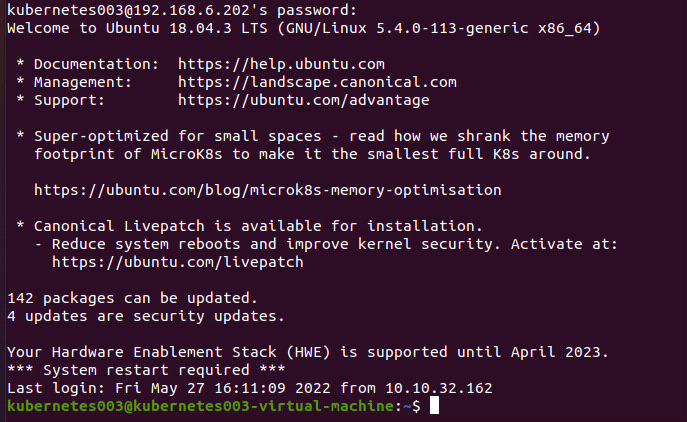 kubernetes003@192.168.6.202's password:
Welcome to Ubuntu 18.04.3 LTS (GNU/Linux 5.4.0-113-generic x86_64)
* Documentation:  https://help.ubuntu.com
* Management:     https://landscape.canonical.com
* Support:        https://ubuntu.com/advantage
* Super-optimized for small spaces - read how we shrank the memory
footprint of MicroK8s to make it the smallest full K8s around.
https://ubuntu.com/blog/microk8s-memory-optimisation
* Canonical Livepatch is available for installation.
- Reduce system reboots and improve kernel security. Activate at:
https://ubuntu.com/livepatch
142 packages can be updated.
4 updates are security updates.
Your Hardware Enablement Stack (HWE) is supported until April 2023.
*** System restart required ***
Last login: Fri May 27 16:11:09 2022 from 10.10.32.162
kubernetes003@kubernetes003-virtual-machine:~$